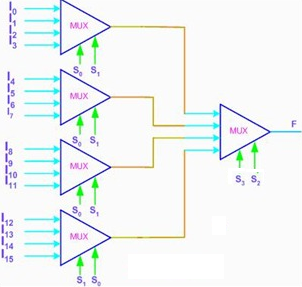 I0
I1
I2
I3
MUX
S0 S1
I4
I5
I6
I7
MUX
S0 S1
MUX
F
S3 S2
I8
I9
I10
I11
MUX
S0 S1
I12
I13
I14
I15
MUX
S1 S0